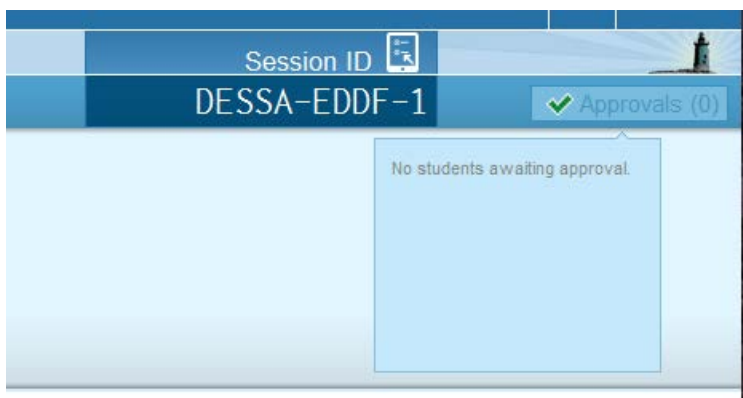 Session ID
DESSA-EDDF-1
Approvals (0)
No students awaiting approval.